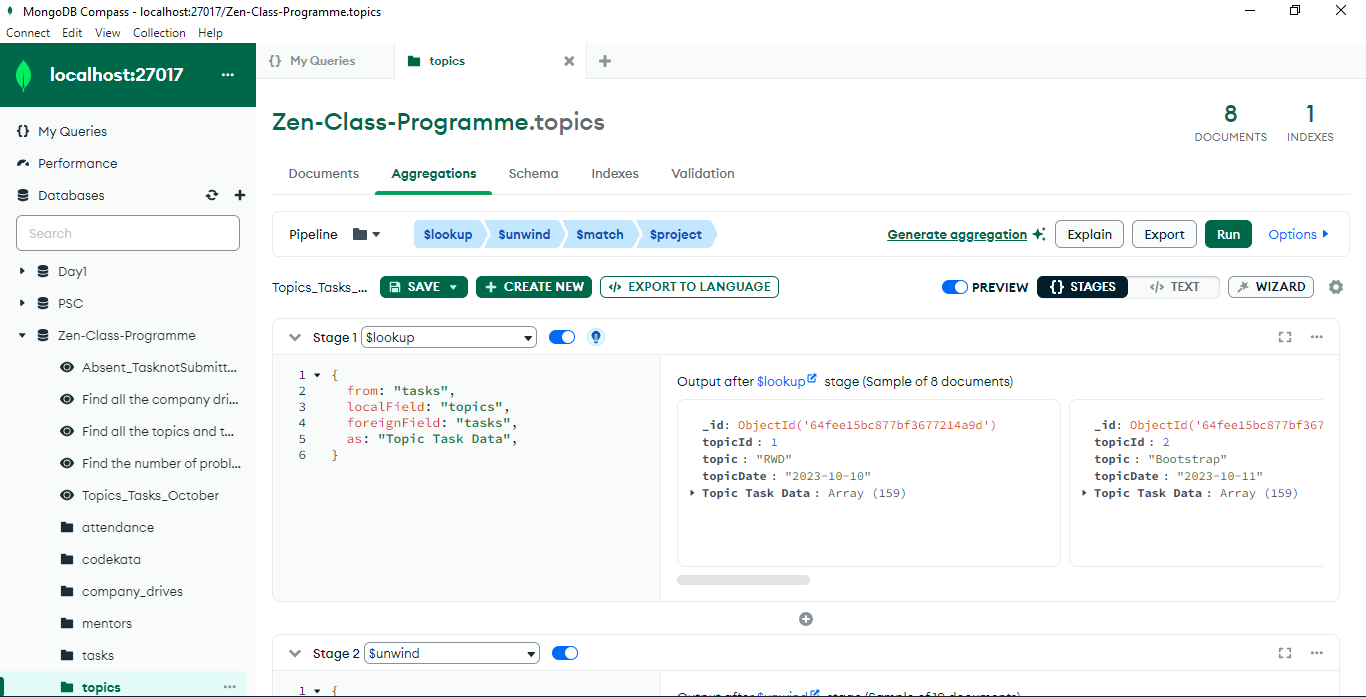 MongoDB Compass - localhost:27017/Zen-Class-Programme.topics
Connect Edit View Collection Help
localhost:27017
{} My Queries
topics
{} My Queries
Performance
Databases
Search
Day1
PSC
Zen-Class-Programme
Absent_TasknotSubmitt...
Find all the company dri...
Find all the topics and t...
Find the number of probl...
Topics_Tasks_October
attendance
codekata
company_drives
mentors
tasks
topics
Zen-Class-Programme.topics
8
DOCUMENTS
1
INDEXES
Documents Aggregations Schema Indexes Validation
Pipeline $lookup $unwind $match $project Generate aggregation Explain Export Run Options
Topics_Tasks_... SAVE + CREATE NEW </> EXPORT TO LANGUAGE PREVIEW {} STAGES </> TEXT WIZARD
Stage 1 $lookup
1 {
2 from: "tasks",
3 localField: "topics",
4 foreignField: "tasks",
5 as: "Topic Task Data",
6 }
Output after $lookup stage (Sample of 8 documents)
_id: ObjectId('64fee15bc877bf3677214a9d')
topicId : 1
topic : "RWD"
topicDate : "2023-10-10"
Topic Task Data : Array (159)
_id: ObjectId('64fee15bc877bf367
topicId : 2
topic : "Bootstrap"
topicDate : "2023-10-11"
Topic Task Data : Array (159)
Stage 2 $unwind
1 {
Output after $unwind stage (Sample of 10 documents)